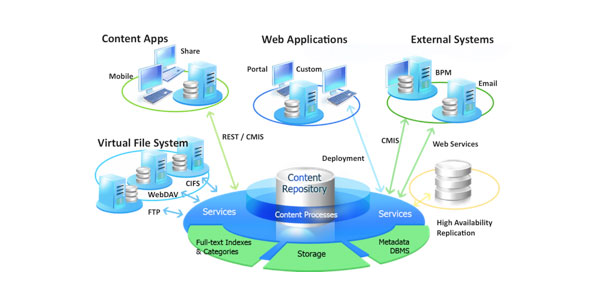 Content Apps
Share
Mobile
Web Applications
Portal
Custom
External Systems
BPM
Email
REST / CMIS
Deployment
CMIS
Web Services
Virtual File System
CIFS
WebDAV
FTP
Content
Repository
Services
Content Processes
Services
High Availability
Replication
Full-text Indexes
& Categories
Storage
Metadata
DBMS